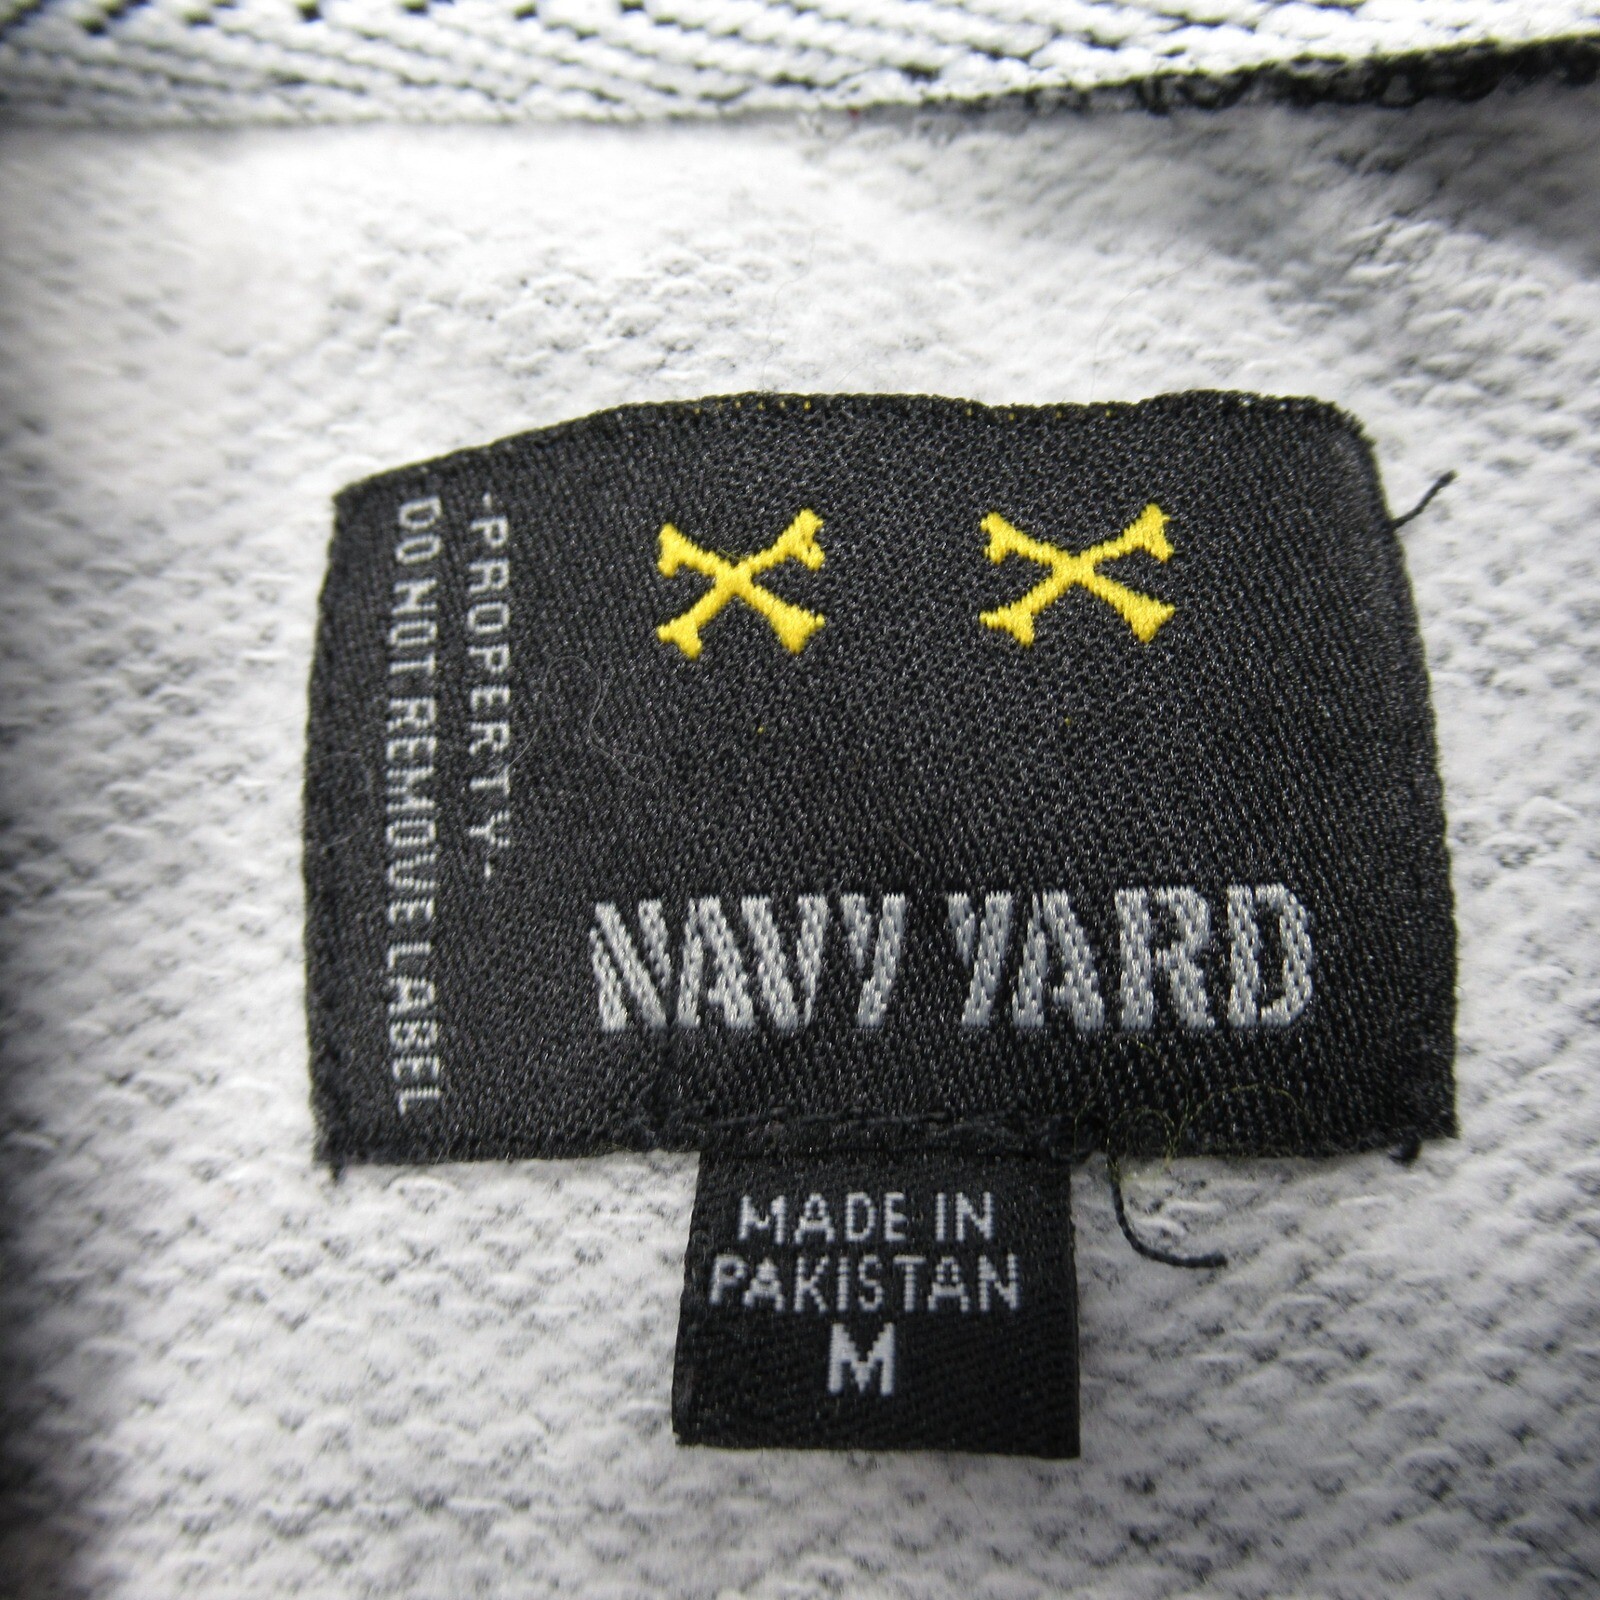 -PROPERTY-
DO NOT REMOVE LABEL
NAVY YARD
MADE IN
PAKISTAN
M